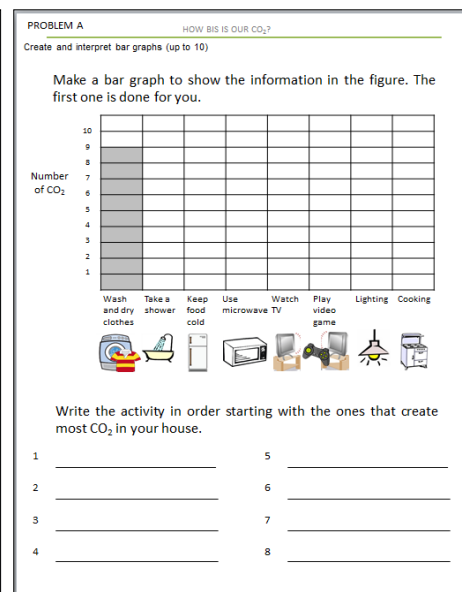 PROBLEM A
HOW BIS IS OUR CO₂?
Create and interpret bar graphs (up to 10)
Make a bar graph to show the information in the figure. The
first one is done for you.
10
9
8
Number 7
of CO₂ 6
5
4
3
2
1
Wash and dry clothes
Take a shower
Keep food cold
Use microwave
Watch TV
Play video game
Lighting
Cooking
Write the activity in order starting with the ones that create
most CO₂ in your house.
1 5
2 6
3 7
4 8